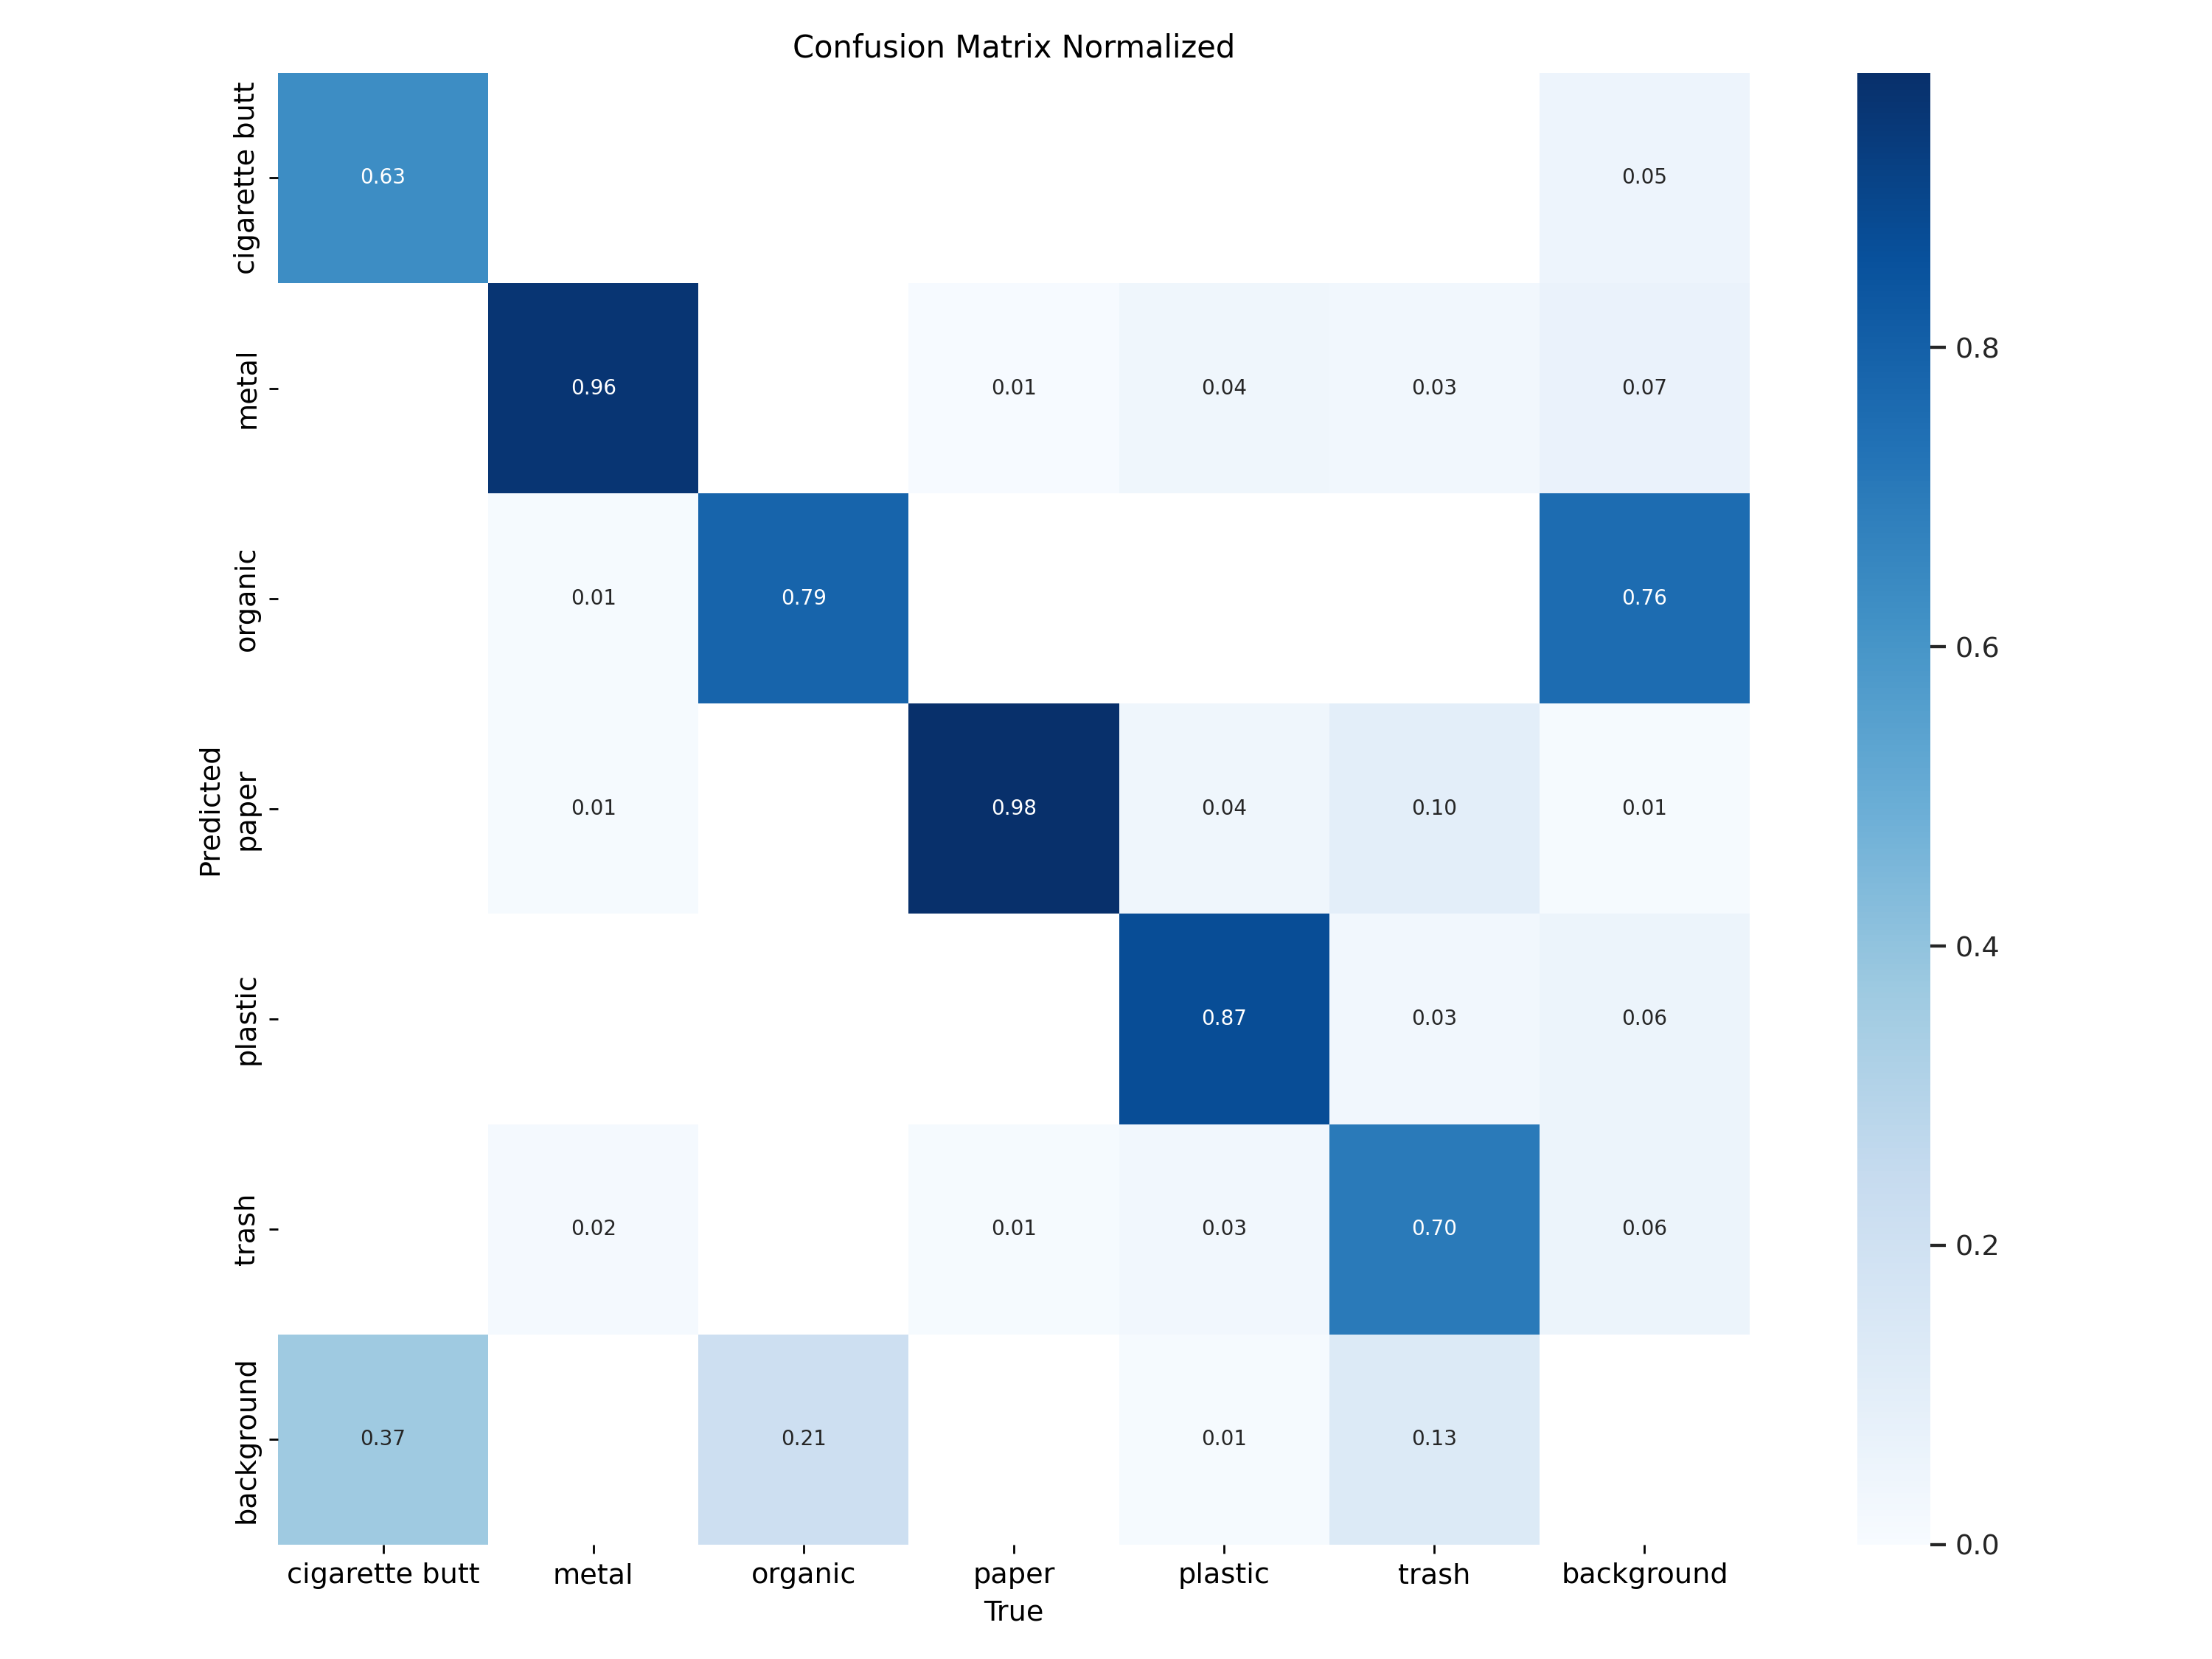 Confusion Matrix Normalized
cigarette butt
0.63
0.05
metal
0.96
0.01
0.04
0.03
0.07
0.8
organic
0.01
0.79
0.76
0.6
Predicted
paper
0.01
0.98
0.04
0.10
0.01
0.4
plastic
0.87
0.03
0.06
trash
0.02
0.01
0.03
0.70
0.06
0.2
background
0.37
0.21
0.01
0.13
0.0
cigarette butt
metal
organic
paper
plastic
trash
background
True